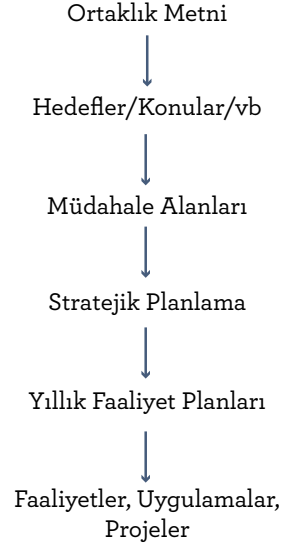 Ortaklık Metni
Hedefler/Konular/vb
Müdahale Alanları
Stratejik Planlama
Yıllık Faaliyet Planları
Faaliyetler, Uygulamalar,
Projeler